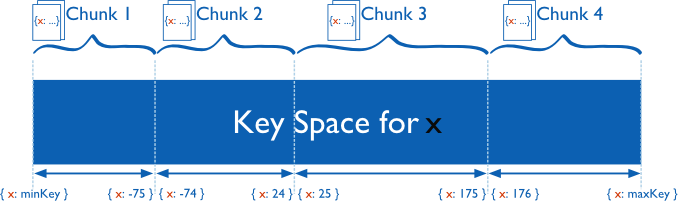 {x: ...} Chunk 1 {x: ...} Chunk 2 {x: ...} Chunk 3 {x: ...} Chunk 4
Key Space for x
{ x: minKey } { x: -75 } { x: -74 } { x: 24 } { x: 25 } { x: 175 } { x: 176 } { x: maxKey }